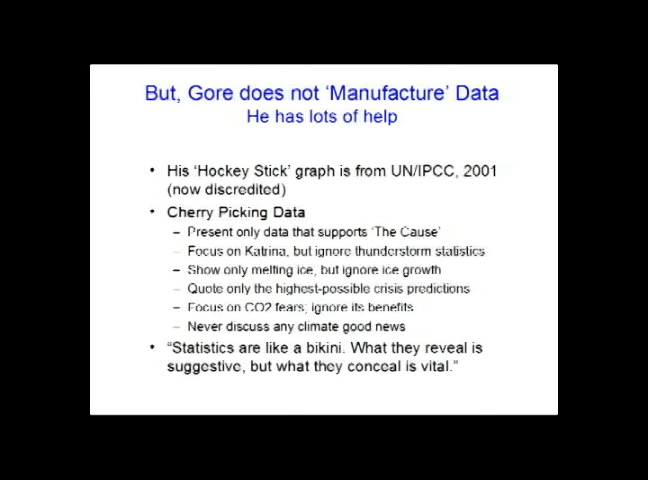 But, Gore does not ‘Manufacture’ Data
He has lots of help
• His ‘Hockey Stick’ graph is from UN/IPCC, 2001
(now discredited)
• Cherry Picking Data
– Present only data that supports ‘The Cause’
– Focus on Katrina, but ignore thunderstorm statistics
– Show only melting ice, but ignore ice growth
– Quote only the highest-possible crisis predictions
– Focus on CO2 fears; ignore its benefits
– Never discuss any climate good news
• “Statistics are like a bikini. What they reveal is
suggestive, but what they conceal is vital.”